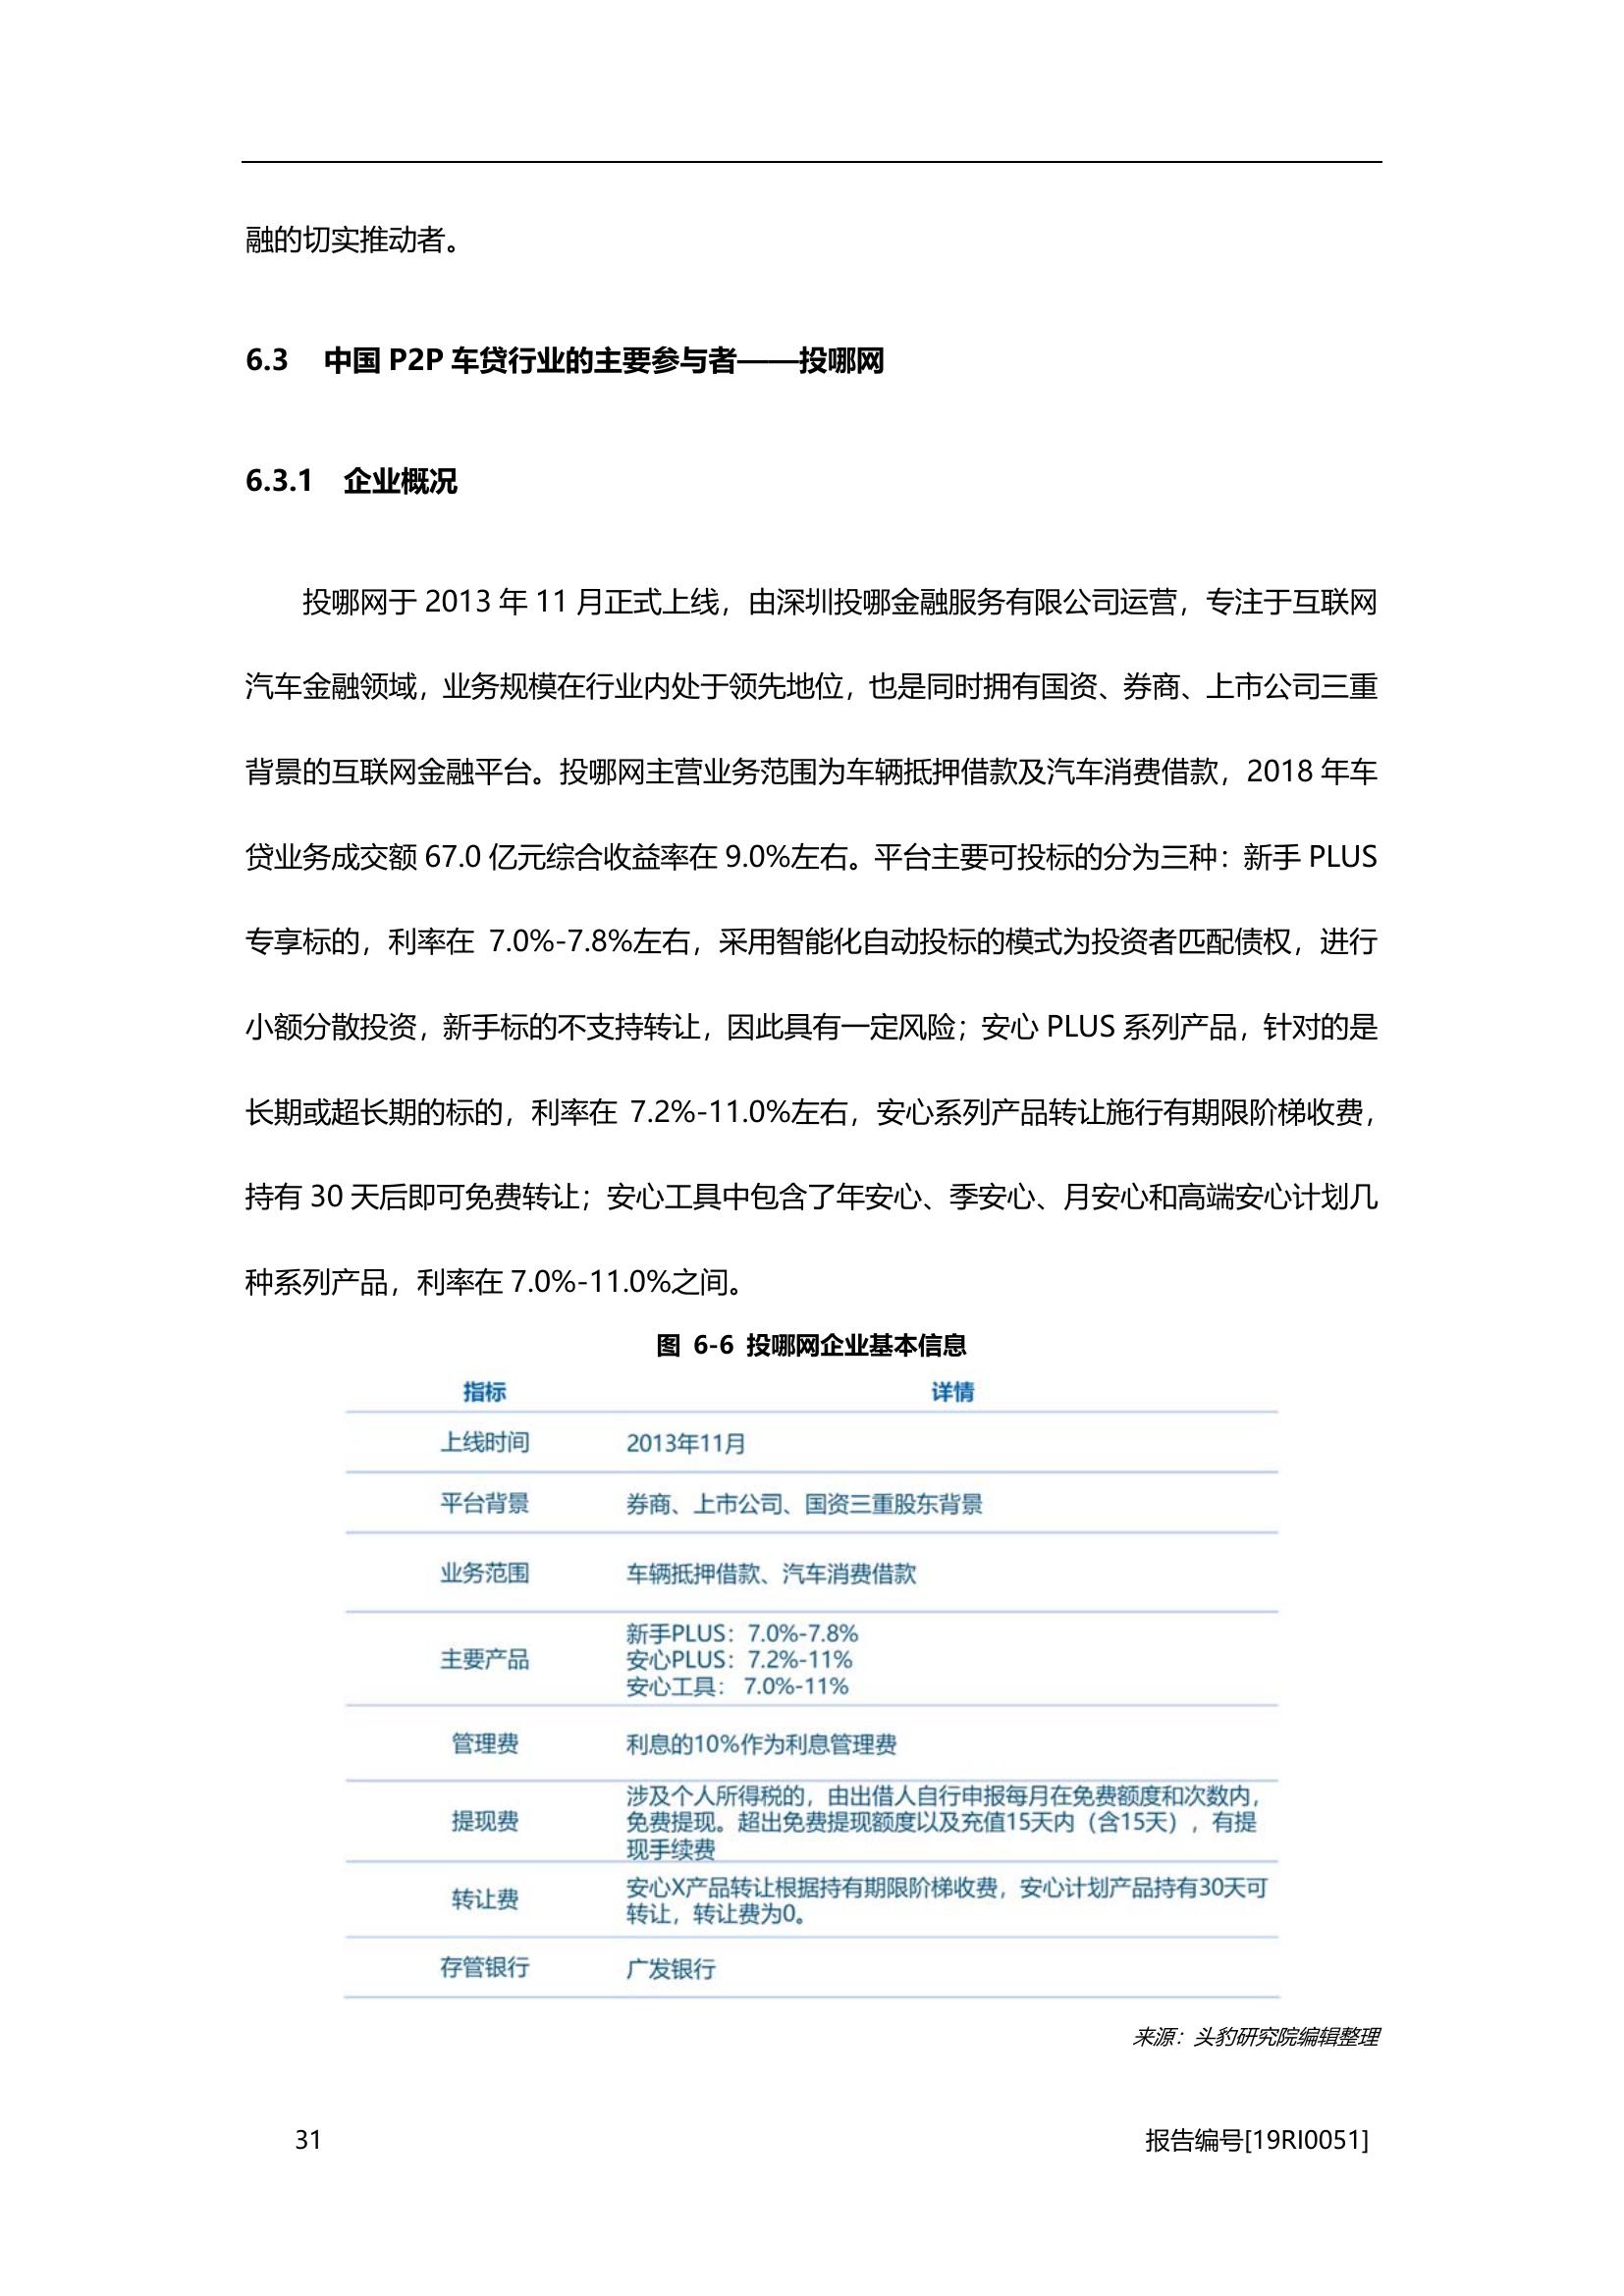 融的切实推动者。
6.3 中国 P2P 车贷行业的主要参与者——投哪网
6.3.1 企业概况
投哪网于 2013 年 11 月正式上线，由深圳投哪金融服务有限公司运营，专注于互联网
汽车金融领域，业务规模在行业内处于领先地位，也是同时拥有国资、券商、上市公司三重
背景的互联网金融平台。投哪网主营业务范围为车辆抵押借款及汽车消费借款，2018 年车
贷业务成交额 67.0 亿元综合收益率在 9.0%左右。平台主要可投标的分为三种：新手 PLUS
专享标的，利率在 7.0%-7.8%左右，采用智能化自动投标的模式为投资者匹配债权，进行
小额分散投资，新手标的不支持转让，因此具有一定风险；安心 PLUS 系列产品，针对的是
长期或超长期的标的，利率在 7.2%-11.0%左右，安心系列产品转让施行有期限阶梯收费，
持有 30 天后即可免费转让；安心工具中包含了年安心、季安心、月安心和高端安心计划几
种系列产品，利率在 7.0%-11.0%之间。
图 6-6 投哪网企业基本信息
指标 详情
上线时间 2013年11月
平台背景 券商、上市公司、国资三重股东背景
业务范围 车辆抵押借款、汽车消费借款
主要产品 新手PLUS：7.0%-7.8%
安心PLUS：7.2%-11%
安心工具： 7.0%-11%
管理费 利息的10%作为利息管理费
提现费 涉及个人所得税的，由出借人自行申报每月在免费额度和次数内，
免费提现。超出免费提现额度以及充值15天内（含15天），有提
现手续费
转让费 安心X产品转让根据持有期限阶梯收费，安心计划产品持有30天可
转让，转让费为0。
存管银行 广发银行
来源：头豹研究院编辑整理
31 报告编号[19RI0051]